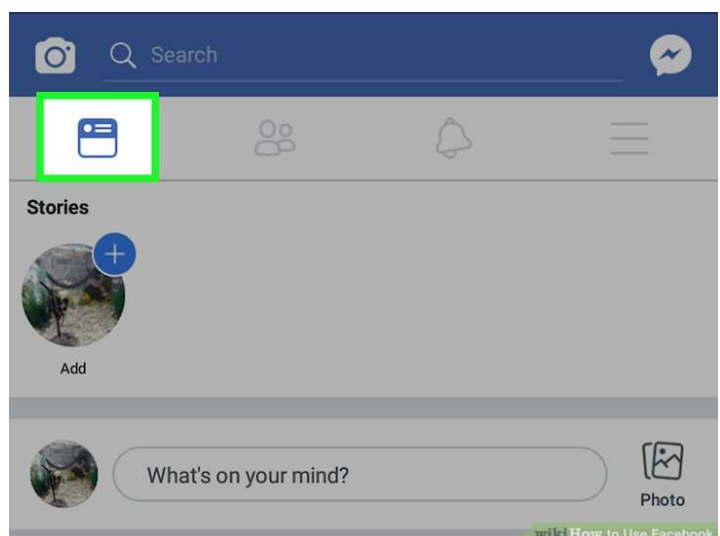 Search
Stories
Add
What's on your mind?
Photo
wikiHow to Use Facebook